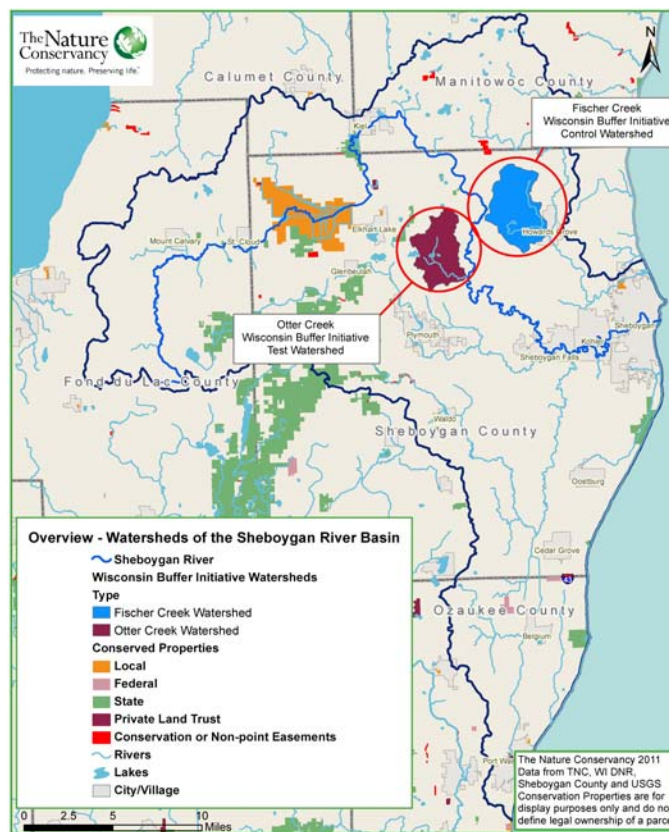 The Nature
Conservancy
Protecting nature. Preserving life.™
N
Calumet County
Manitowoc County
Fischer Creek
Wisconsin Buffer Initiative
Control Watershed
Kiel
Mount Calvary
St. Cloud
Elkhart Lake
Howards Grove
Glenbeulah
Otter Creek
Wisconsin Buffer Initiative
Test Watershed
Plymouth
Sheboygan
Kohler
Sheboygan Falls
Fond du Lac County
Waldo
Sheboygan County
Oostburg
Cedar Grove
43
Ozaukee County
Belgium
Port Wa
Overview - Watersheds of the Sheboygan River Basin
Sheboygan River
Wisconsin Buffer Initiative Watersheds
Type
Fischer Creek Watershed
Otter Creek Watershed
Conserved Properties
Local
Federal
State
Private Land Trust
Conservation or Non-point Easements
Rivers
Lakes
City/Village
0 2.5 5 10
Miles
The Nature Conservancy 2011
Data from TNC, WI DNR,
Sheboygan County and USGS
Conservation Properties are for
display purposes only and do no
define legal ownership of a parc